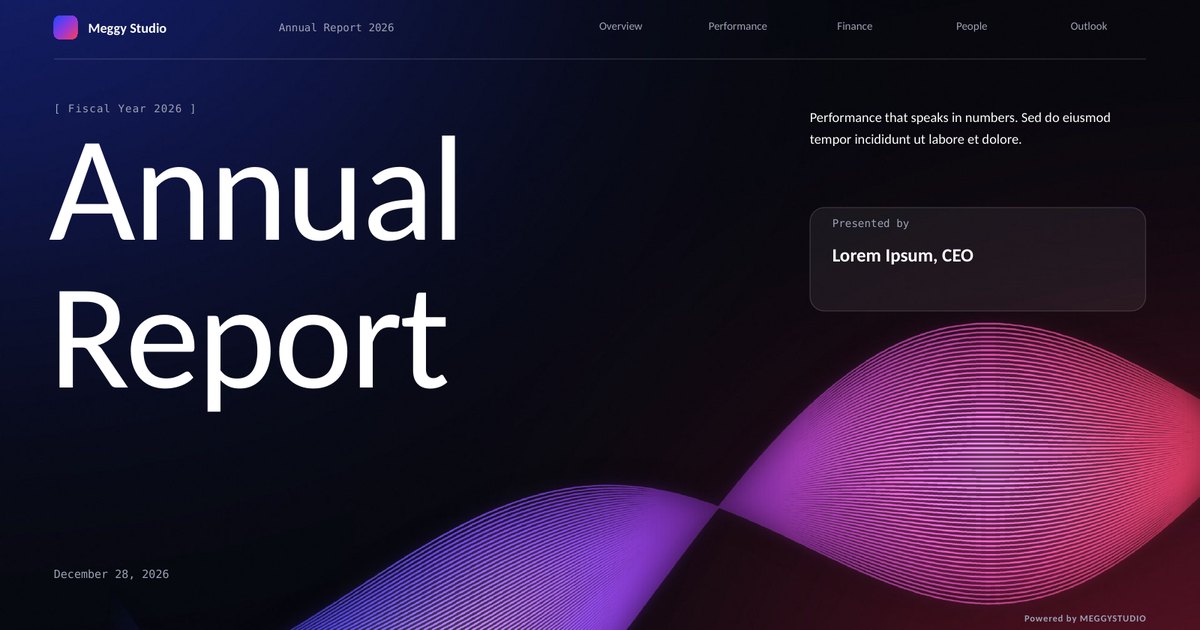 Meggy Studio
Annual Report 2026
Overview
Performance
Finance
People
Outlook
[ Fiscal Year 2026 ]
Annual
Report
Performance that speaks in numbers. Sed do eiusmod
tempor incididunt ut labore et dolore.
Presented by
Lorem Ipsum, CEO
December 28, 2026
Powered by MEGGYSTUDIO